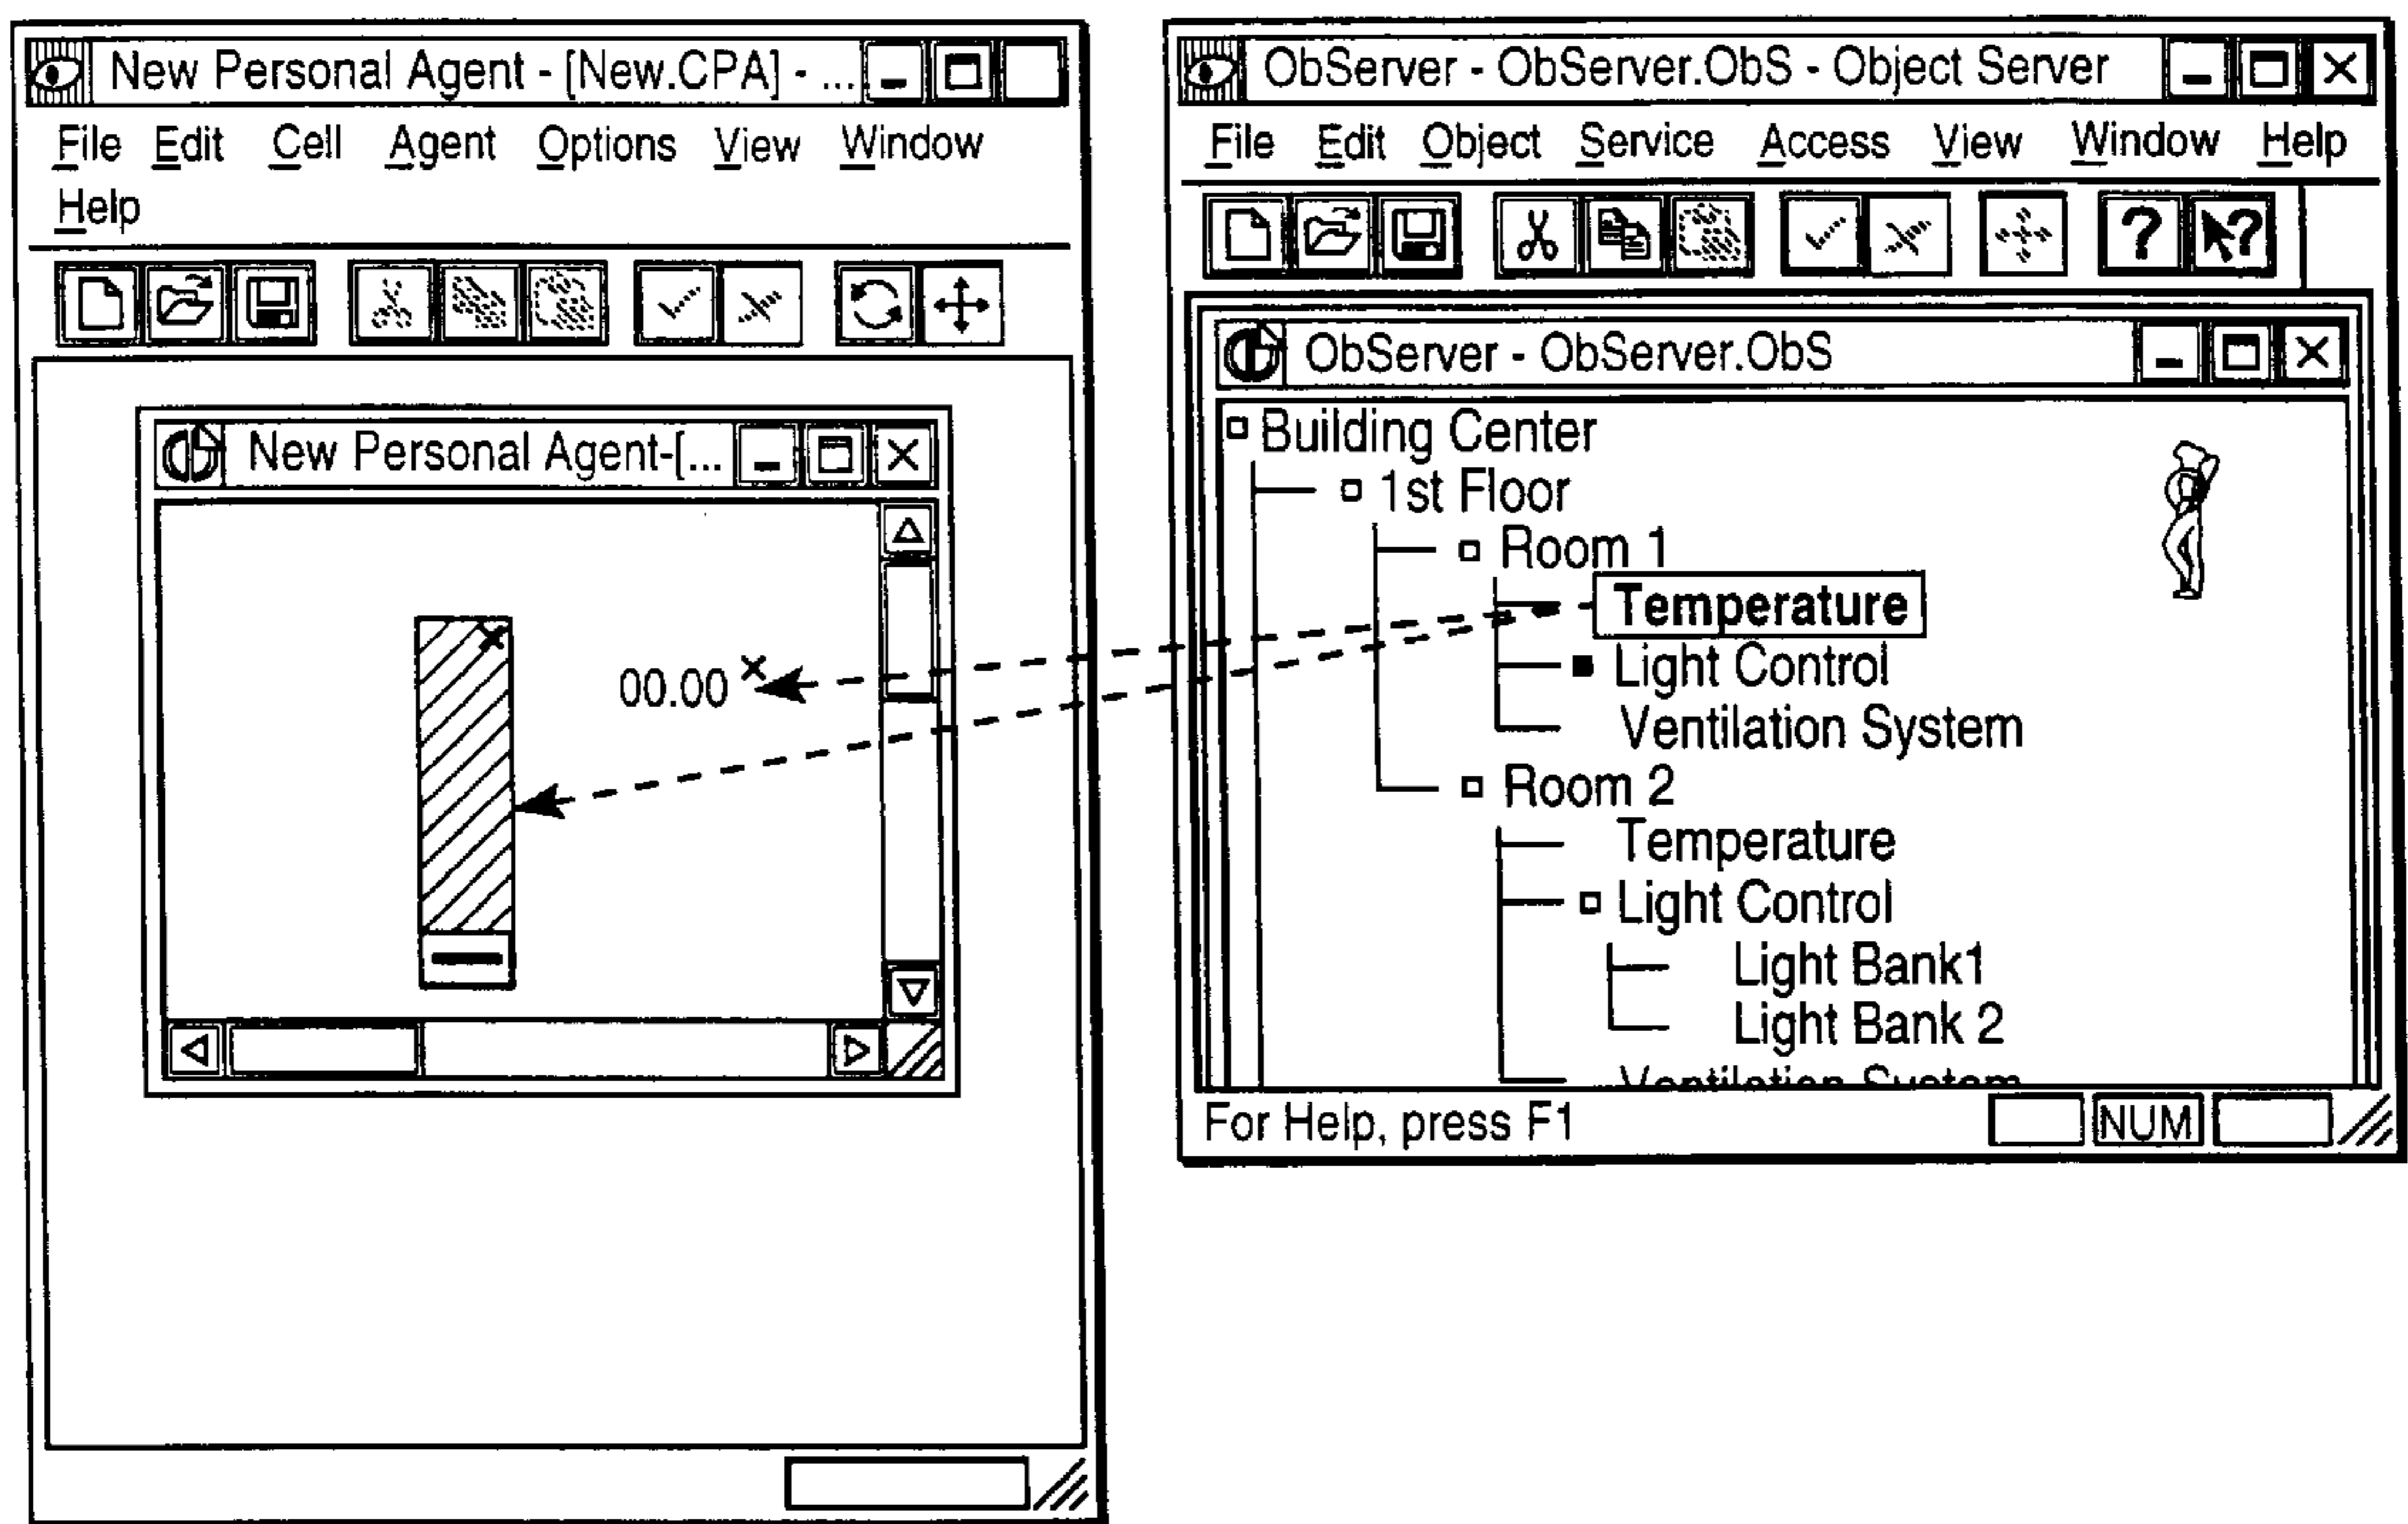 New Personal Agent - [New.CPA] - ...
File Edit Cell Agent Options View Window
Help
New Personal Agent-[...
00.00
ObServer - ObServer.ObS - Object Server
File Edit Object Service Access View Window Help
ObServer - ObServer.ObS
Building Center
1st Floor
Room 1
Temperature
Light Control
Ventilation System
Room 2
Temperature
Light Control
Light Bank1
Light Bank 2
Ventilation System
For Help, press F1
NUM